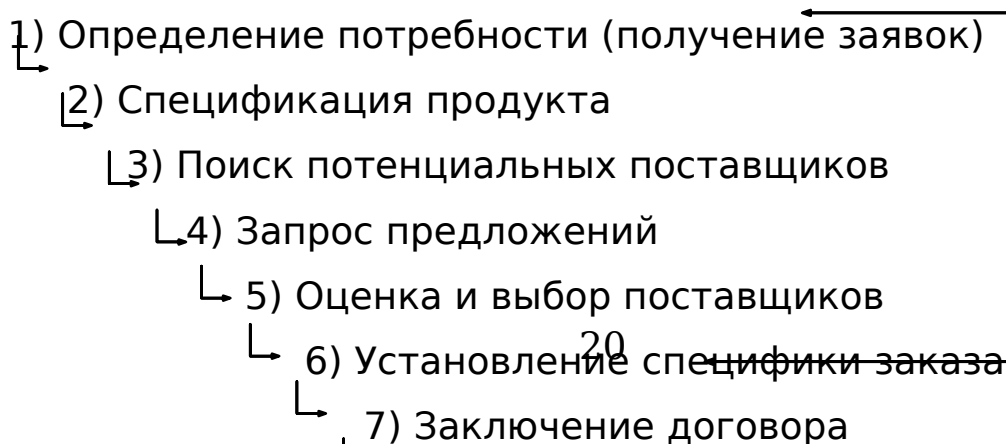 1) Определение потребности (получение заявок)
2) Спецификация продукта
3) Поиск потенциальных поставщиков
4) Запрос предложений
5) Оценка и выбор поставщиков
20
6) Установление специфики заказа
7) Заключение договора